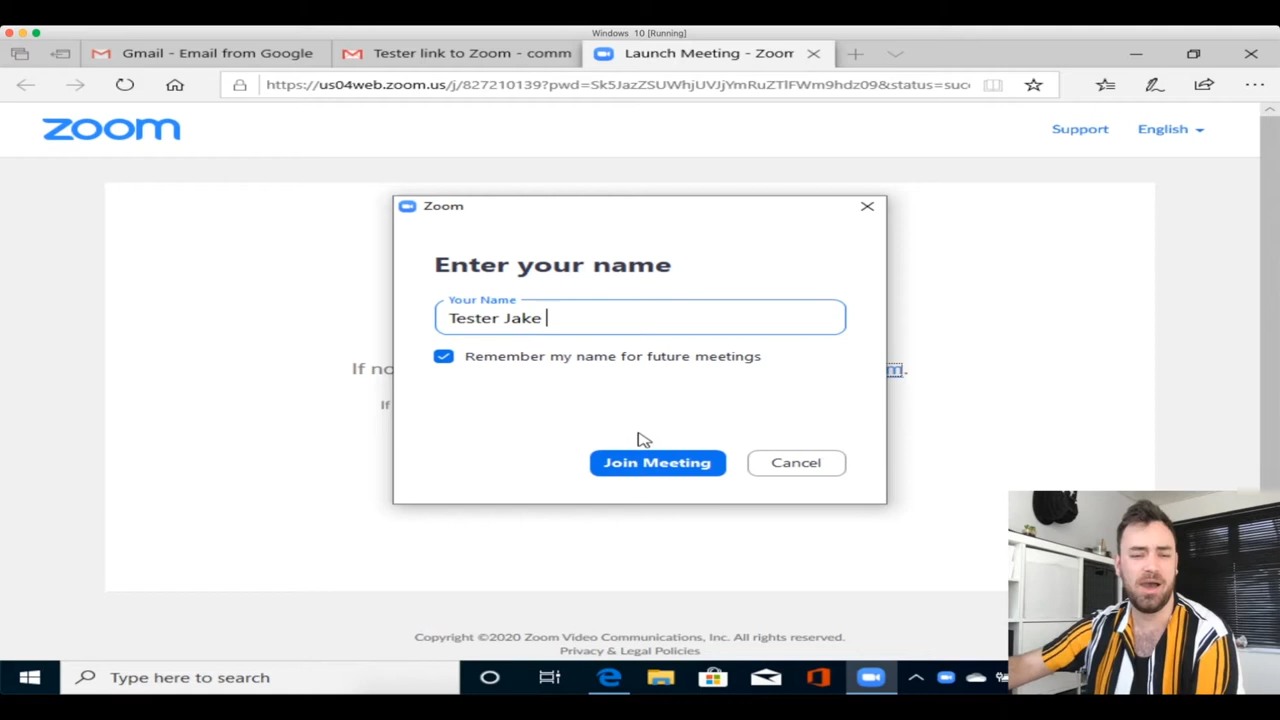 Windows 10 [Running]
Gmail - Email from Google
Tester link to Zoom - comm
Launch Meeting - Zoom
https://us04web.zoom.us/j/827210139?pwd=Sk5JazZSUWhjUVJjYmRuZTlFWm9hdz09&status=succ
zoom
Support
English
Zoom
Enter your name
Your Name
Tester Jake
Remember my name for future meetings
If no
m.
If
Join Meeting
Cancel
Copyright ©2020 Zoom Video Communications, Inc. All rights reserved.
Privacy & Legal Policies
Type here to search